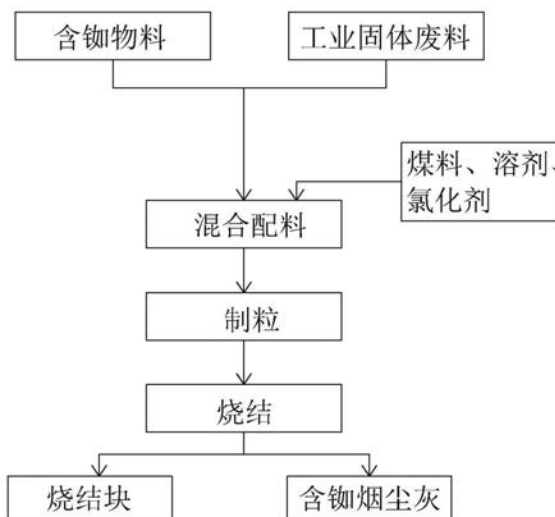 含铷物料
工业固体废料
煤料、溶剂、
氯化剂
混合配料
制粒
烧结
烧结块
含铷烟尘灰